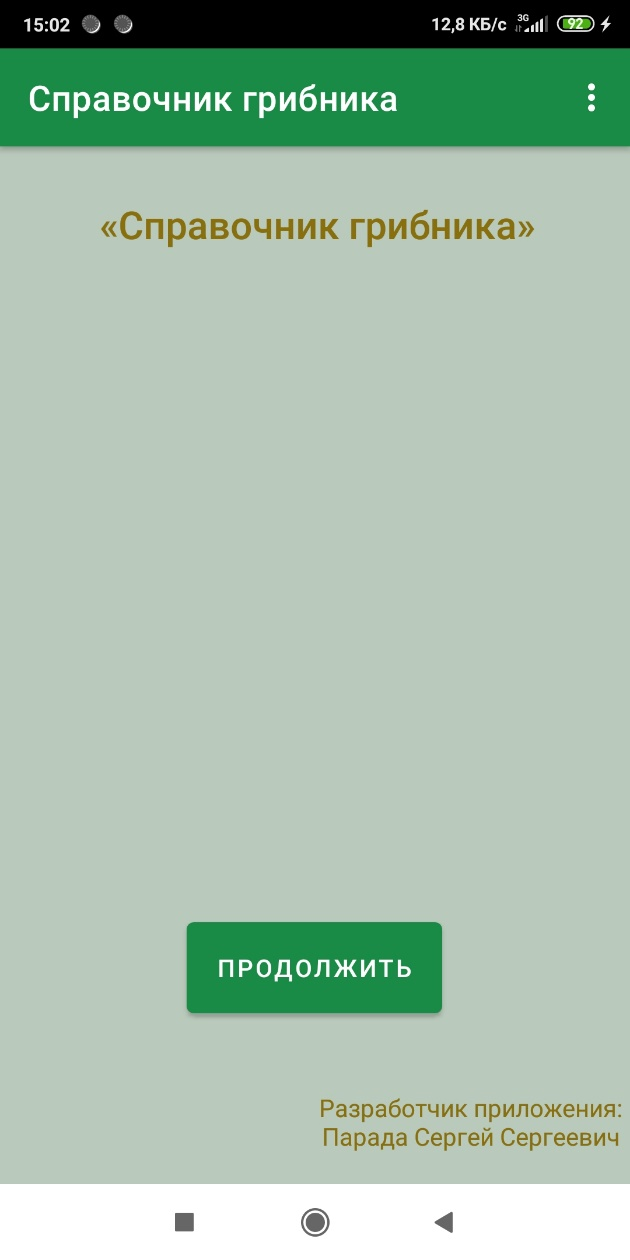 15:02 12,8 КБ/с 3G 92
Справочник грибника
«Справочник грибника»
ПРОДОЛЖИТЬ
Разработчик приложения:
Парада Сергей Сергеевич